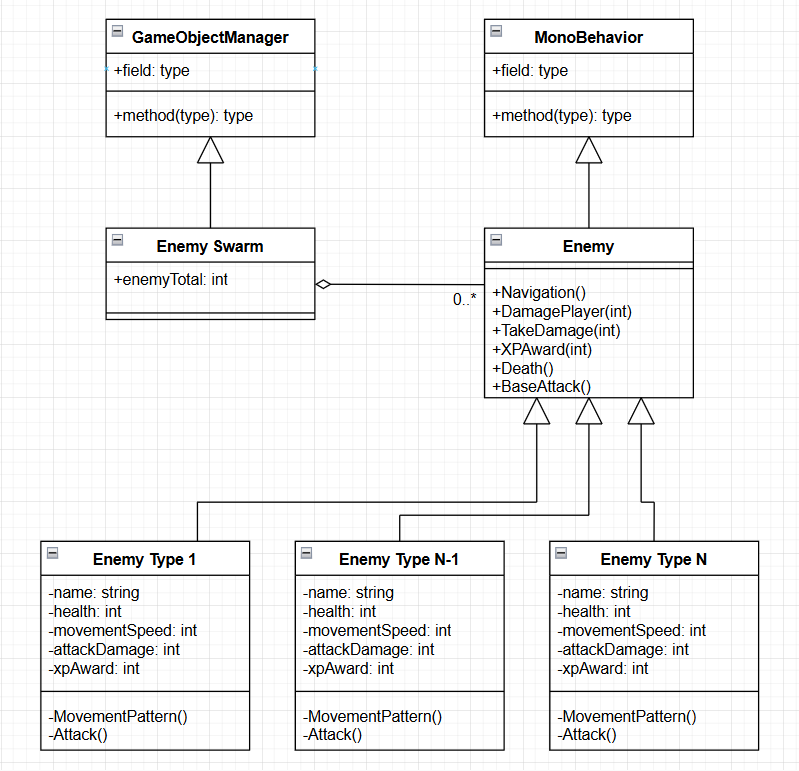 GameObjectManager
+field: type
+method(type): type
MonoBehavior
+field: type
+method(type): type
Enemy Swarm
+enemyTotal: int
0..*
Enemy
+Navigation()
+DamagePlayer(int)
+TakeDamage(int)
+XPAward(int)
+Death()
+BaseAttack()
Enemy Type 1
-name: string
-health: int
-movementSpeed: int
-attackDamage: int
-xpAward: int
-MovementPattern()
-Attack()
Enemy Type N-1
-name: string
-health: int
-movementSpeed: int
-attackDamage: int
-xpAward: int
-MovementPattern()
-Attack()
Enemy Type N
-name: string
-health: int
-movementSpeed: int
-attackDamage: int
-xpAward: int
-MovementPattern()
-Attack()